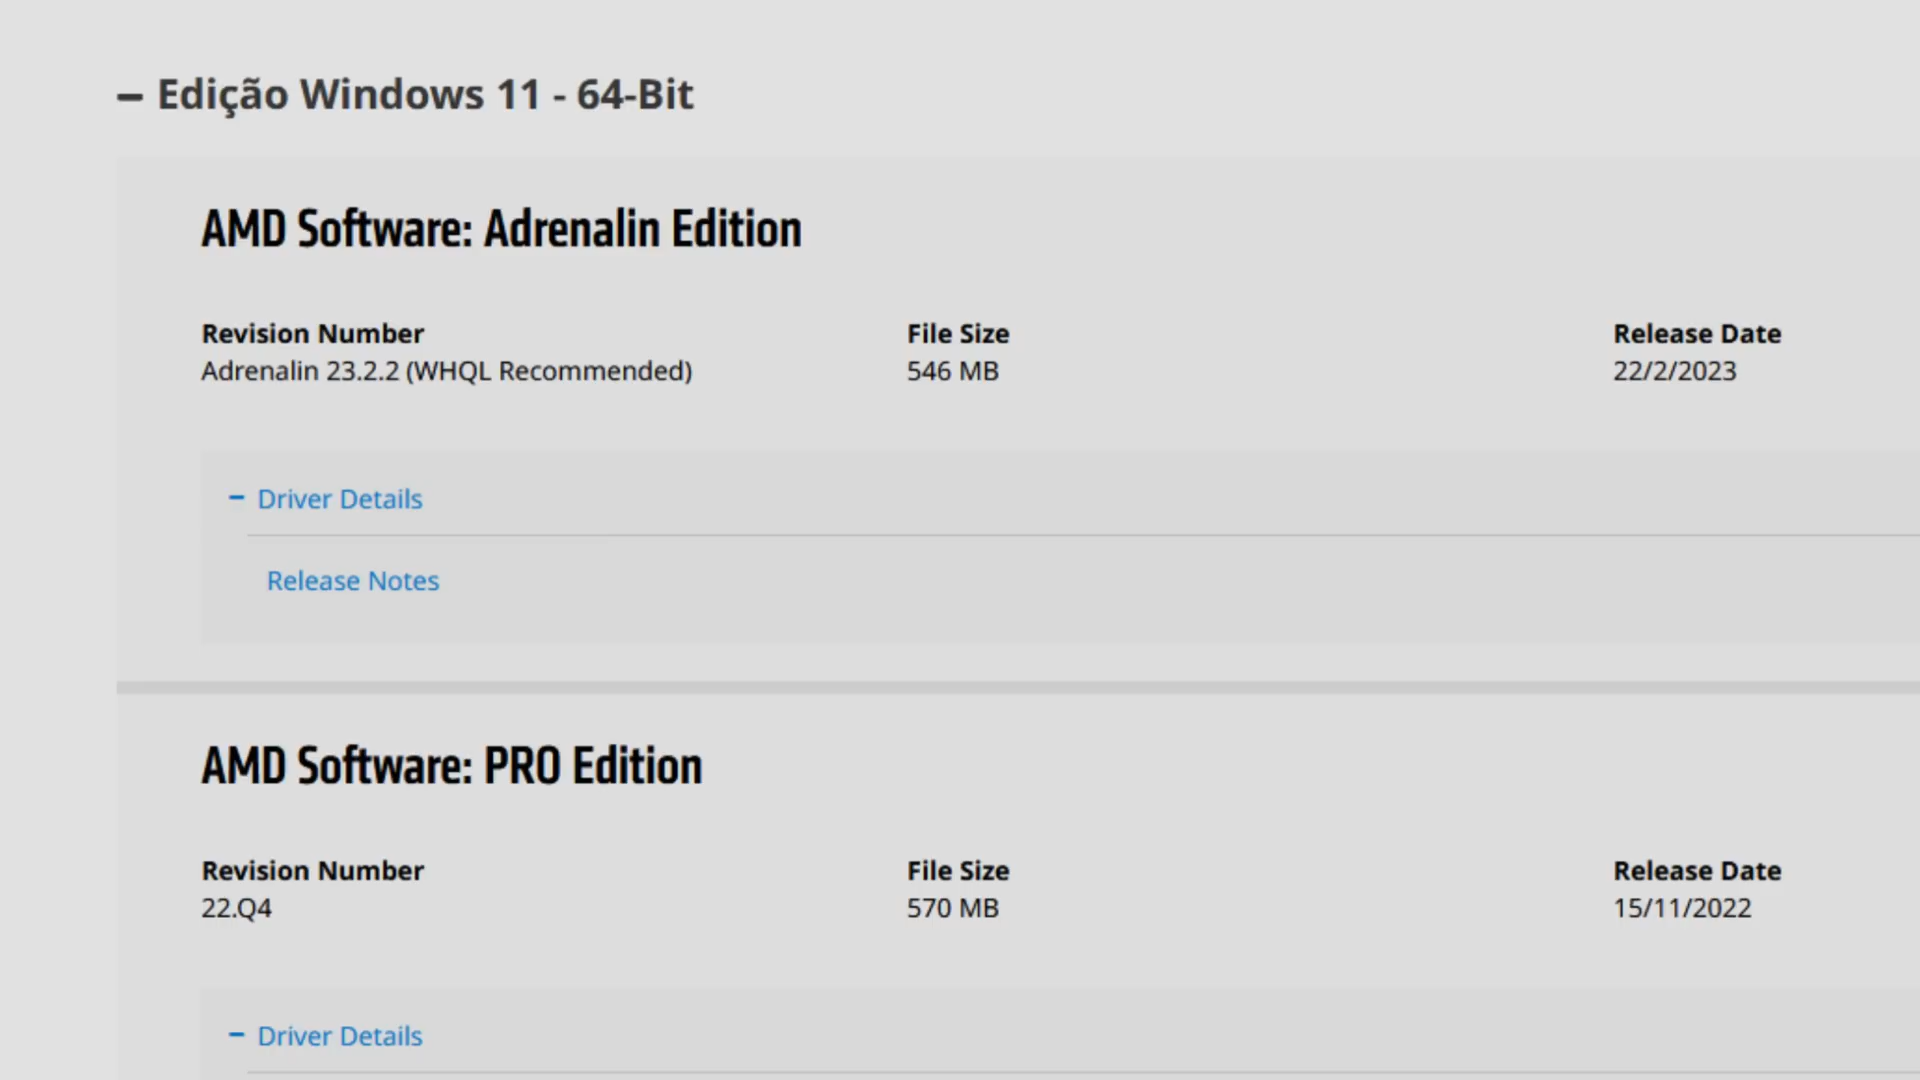 Edição Windows 11 - 64-Bit
AMD Software: Adrenalin Edition
Revision Number File Size Release Date
Adrenalin 23.2.2 (WHQL Recommended) 546 MB 22/2/2023
Driver Details
Release Notes
AMD Software: PRO Edition
Revision Number File Size Release Date
22.Q4 570 MB 15/11/2022
Driver Details